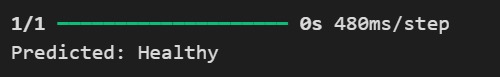 1/1 ━━━━━━━━━━━━━━━━━━━━ 0s 480ms/step
Predicted: Healthy